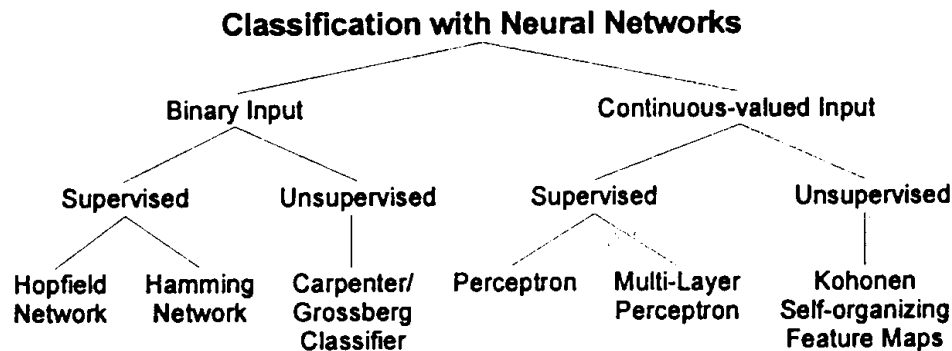 Classification with Neural Networks
Binary Input
Continuous-valued Input
Supervised
Unsupervised
Supervised
Unsupervised
Hopfield
Network
Hamming
Network
Carpenter/
Grossberg
Classifier
Perceptron
Multi-Layer
Perceptron
Kohonen
Self-organizing
Feature Maps